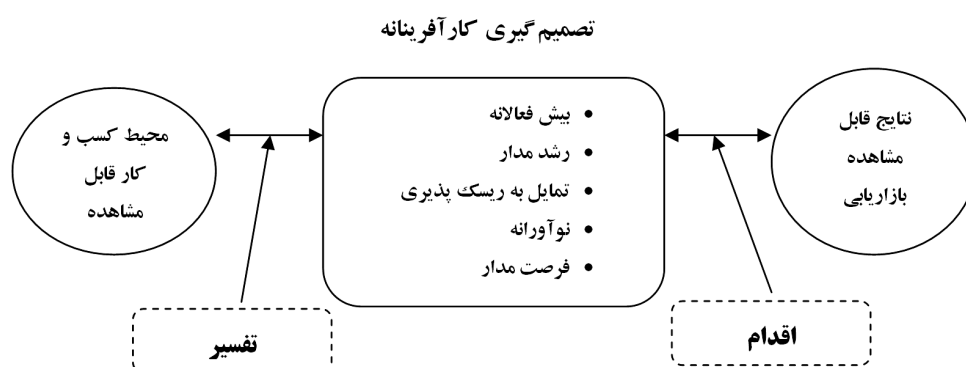 تصمیم گیری کارآفرینانه
نتایج قابل
مشاهده
بازاریابی
• بیش فعالانه
• رشد مدار
• تمایل به ریسک پذیری
• نوآورانه
• فرصت مدار
محیط کسب و
کار قابل
مشاهده
اقدام
تفسیر